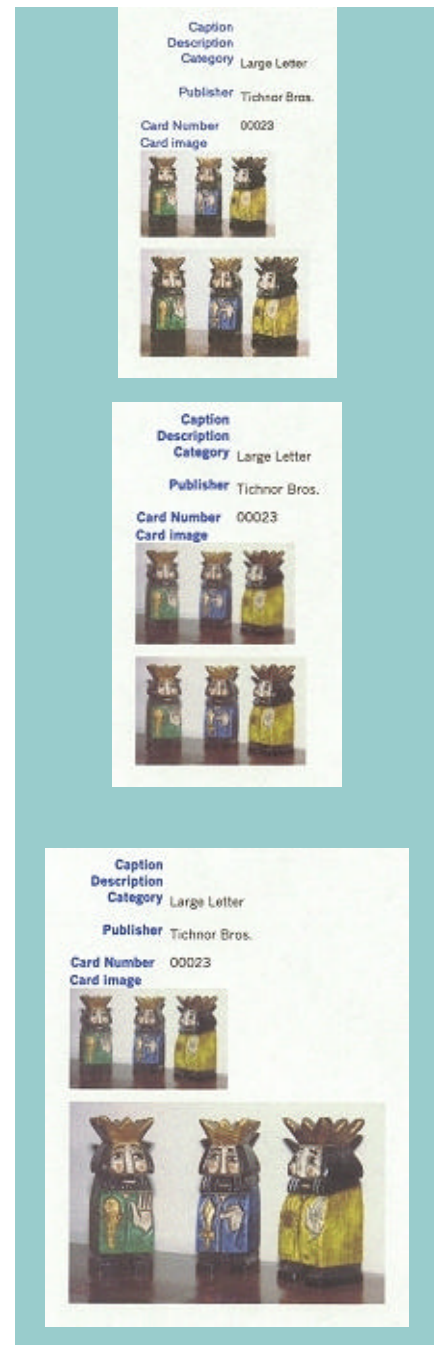 Caption
Description
Category Large Letter
Publisher Tichnor Bros.
Card Number 00023
Card image
Caption
Description
Category Large Letter
Publisher Tichnor Bros.
Card Number 00023
Card image
Caption
Description
Category Large Letter
Publisher Tichnor Bros.
Card Number 00023
Card image